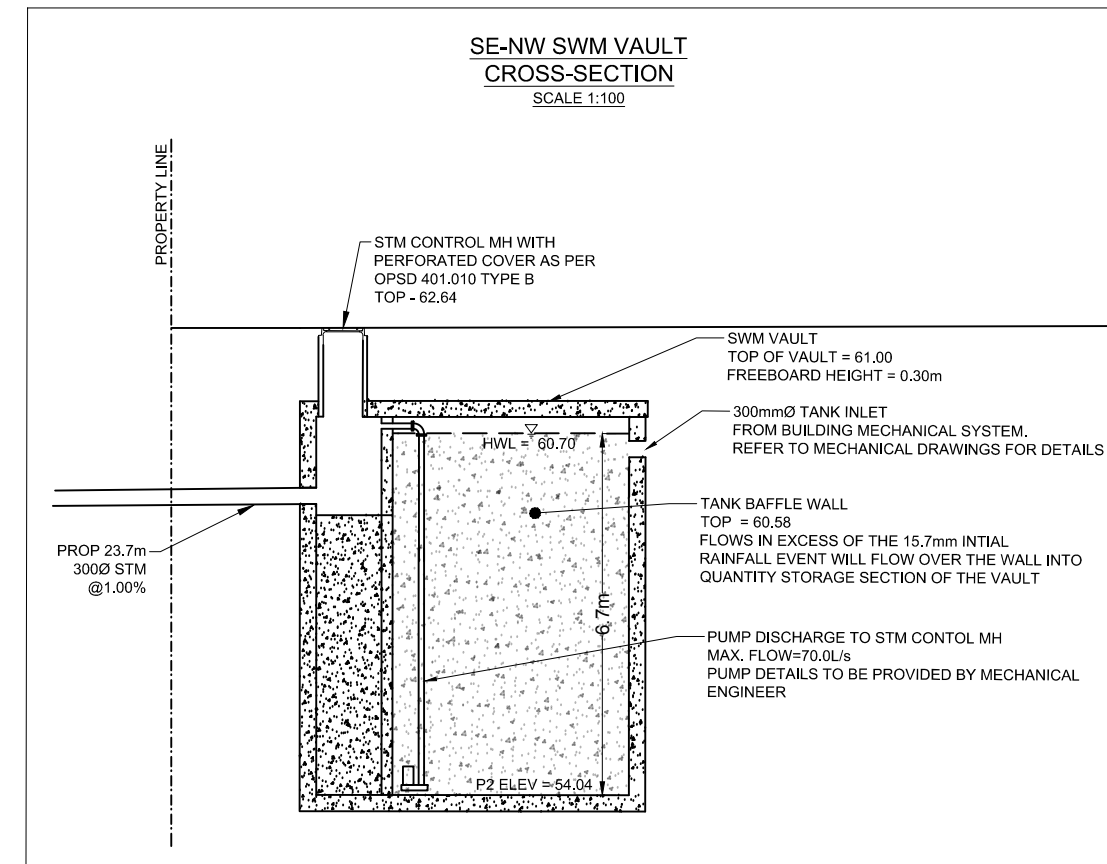 SE-NW SWM VAULT
CROSS-SECTION
SCALE 1:100
PROPERTY LINE
STM CONTROL MH WITH
PERFORATED COVER AS PER
OPSD 401.010 TYPE B
TOP - 62.64
SWM VAULT
TOP OF VAULT = 61.00
FREEBOARD HEIGHT = 0.30m
300mmØ TANK INLET
FROM BUILDING MECHANICAL SYSTEM.
REFER TO MECHANICAL DRAWINGS FOR DETAILS
HWL = 60.70
TANK BAFFLE WALL
TOP = 60.58
FLOWS IN EXCESS OF THE 15.7mm INTIAL
RAINFALL EVENT WILL FLOW OVER THE WALL INTO
QUANTITY STORAGE SECTION OF THE VAULT
PROP 23.7m
300Ø STM
@1.00%
6.7m
PUMP DISCHARGE TO STM CONTOL MH
MAX. FLOW=70.0L/s
PUMP DETAILS TO BE PROVIDED BY MECHANICAL
ENGINEER
P2 ELEV = 54.04